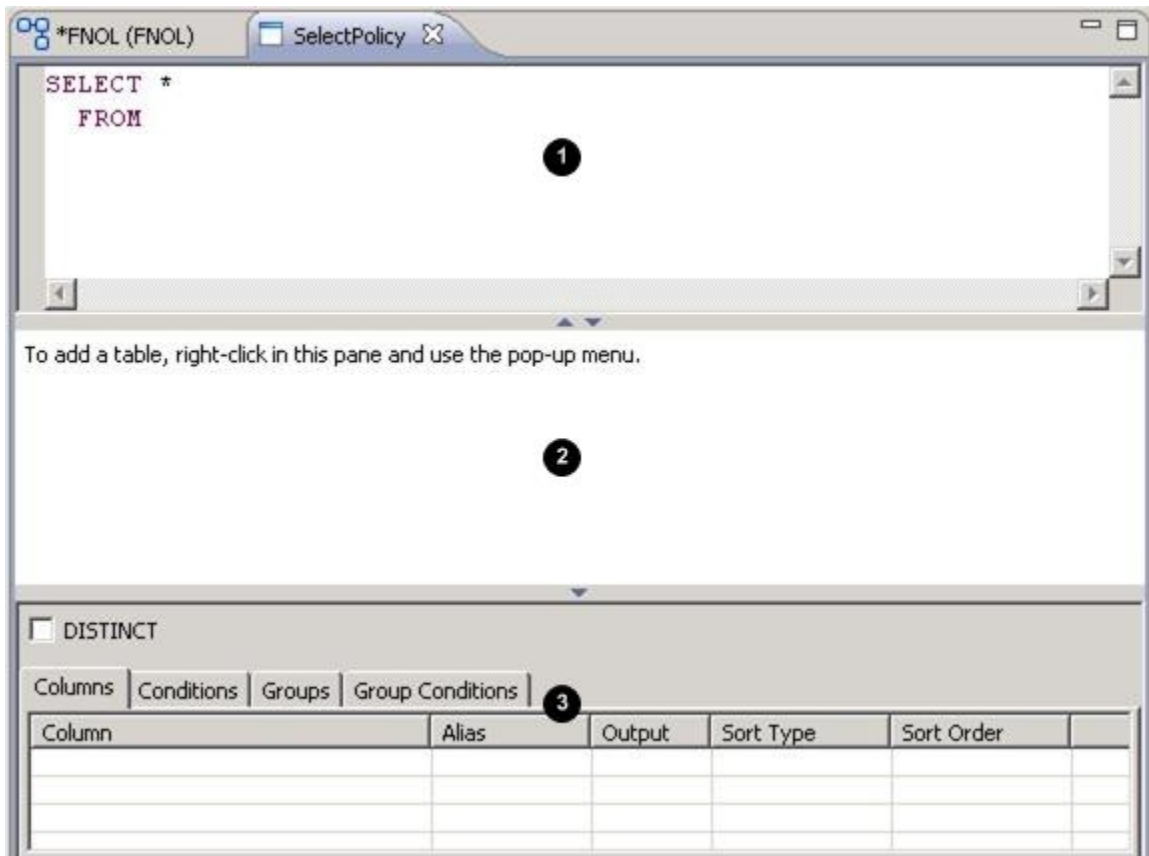 *FNOL (FNOL) SelectPolicy
SELECT *
FROM
1
To add a table, right-click in this pane and use the pop-up menu.
2
DISTINCT
Columns Conditions Groups Group Conditions
3
Column Alias Output Sort Type Sort Order